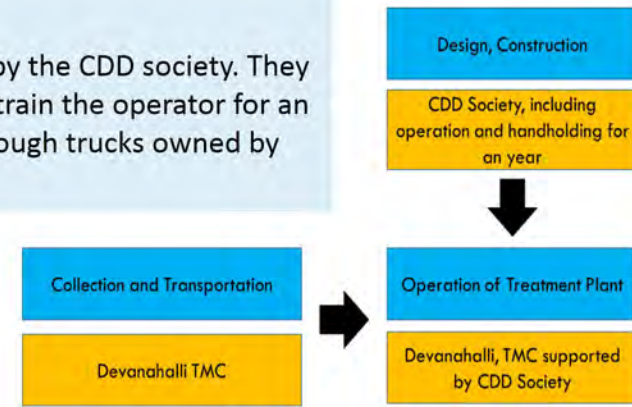 by the CDD society. They
train the operator for an
ough trucks owned by
Design, Construction
CDD Society, including
operation and handholding for
an year
Collection and Transportation
Devanahalli TMC
Operation of Treatment Plant
Devanahalli, TMC supported
by CDD Society